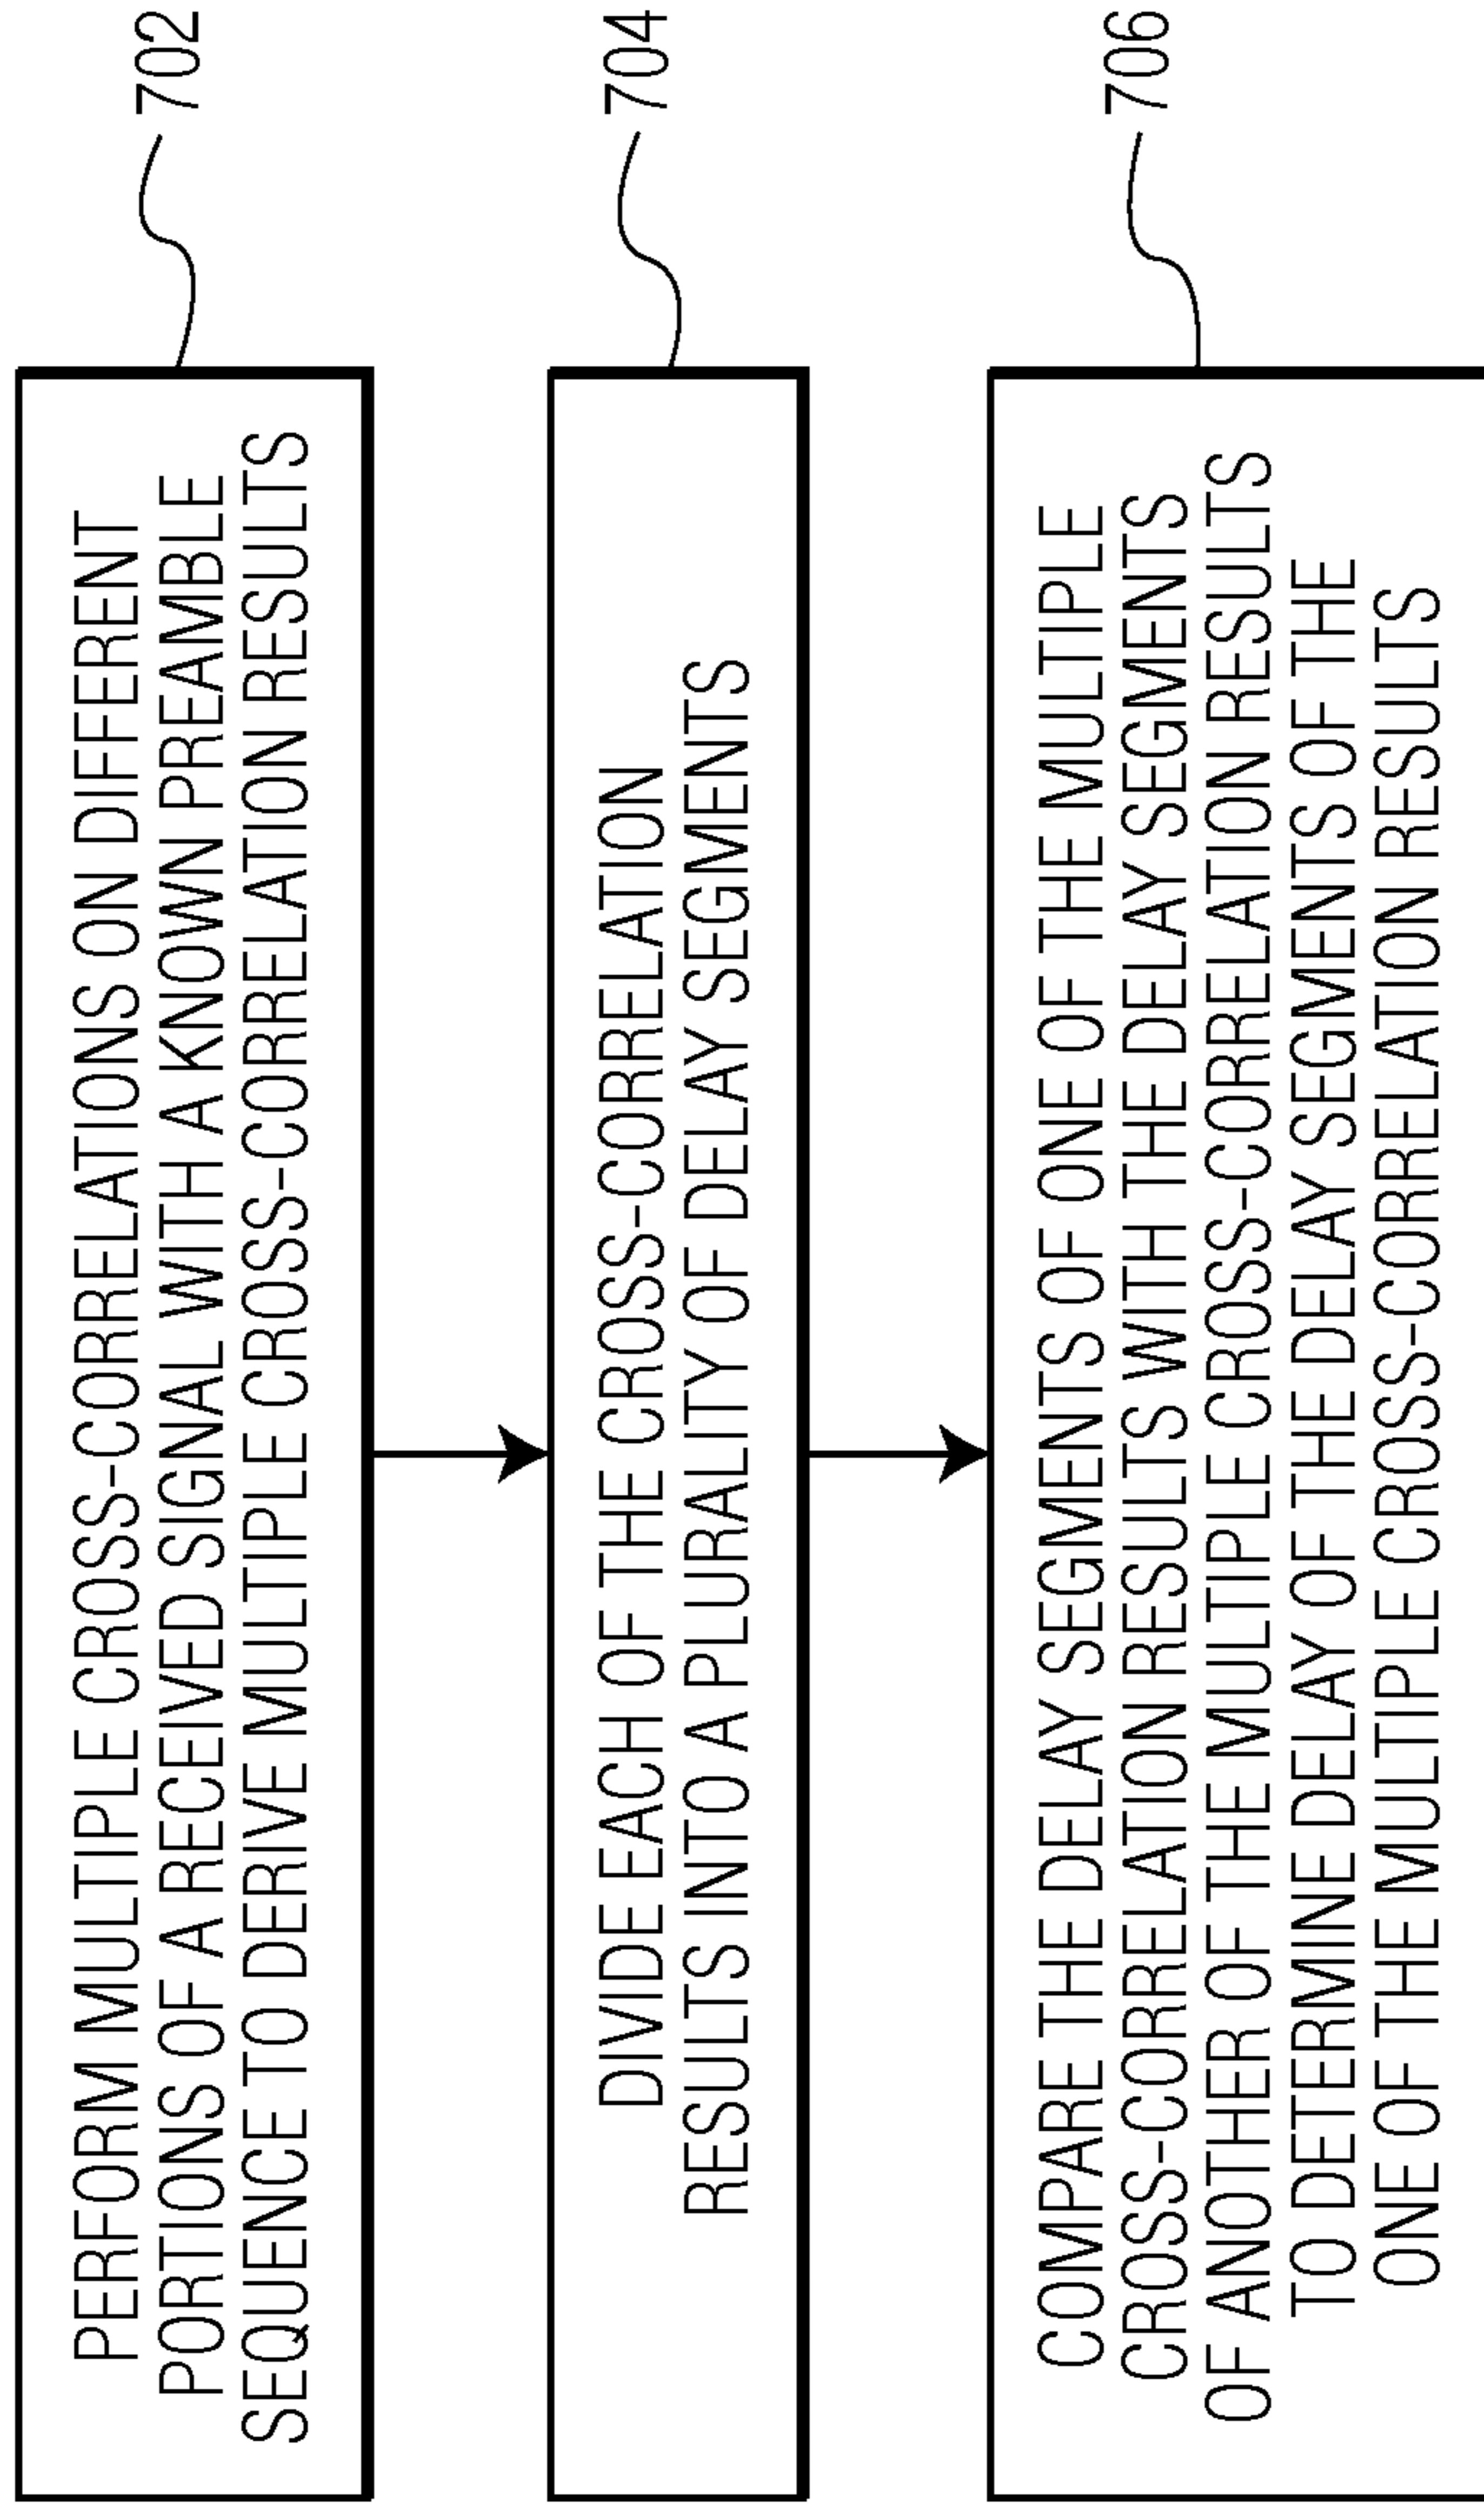 PERFORM MULTIPLE CROSS-CORRELATIONS ON DIFFERENT
PORTIONS OF A RECEIVED SIGNAL WITH A KNOWN PREAMBLE
SEQUENCE TO DERIVE MULTIPLE CROSS-CORRELATION RESULTS
702
DIVIDE EACH OF THE CROSS-CORRELATION
RESULTS INTO A PLURALITY OF DELAY SEGMENTS
704
COMPARE THE DELAY SEGMENTS OF ONE OF THE MULTIPLE
CROSS-CORRELATION RESULTS WITH THE DELAY SEGMENTS
OF ANOTHER OF THE MULTIPLE CROSS-CORRELATION RESULTS
TO DETERMINE DELAY OF THE DELAY SEGMENTS OF THE
ONE OF THE MULTIPLE CROSS-CORRELATION RESULTS
706